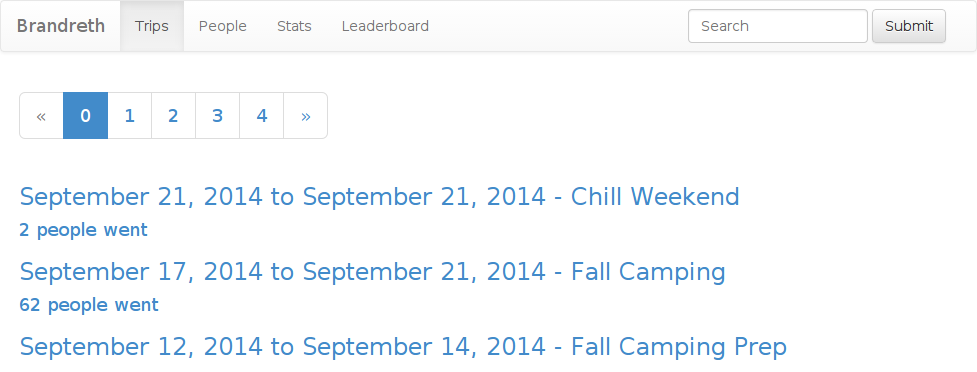 Brandreth Trips People Stats Leaderboard Search Submit
« 0 1 2 3 4 »
September 21, 2014 to September 21, 2014 - Chill Weekend
2 people went
September 17, 2014 to September 21, 2014 - Fall Camping
62 people went
September 12, 2014 to September 14, 2014 - Fall Camping Prep